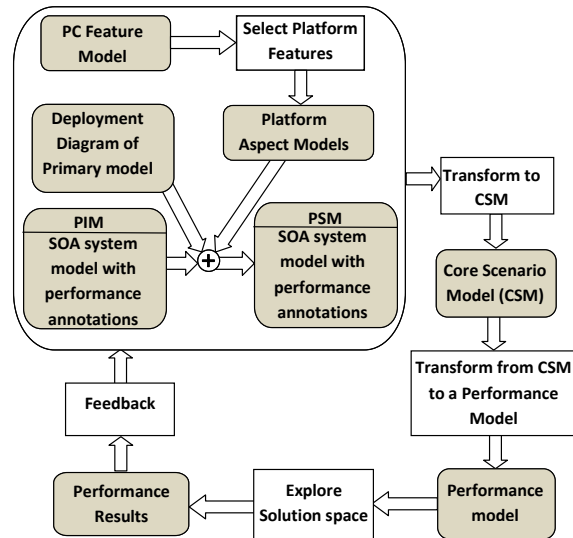 PC Feature
Model
Select Platform
Features
Deployment
Diagram of
Primary model
Platform
Aspect Models
PIM
SOA system
model with
performance
annotations
+
PSM
SOA system
model with
performance
annotations
Transform to
CSM
Core Scenario
Model (CSM)
Transform from CSM
to a Performance
Model
Performance
model
Explore
Solution space
Performance
Results
Feedback